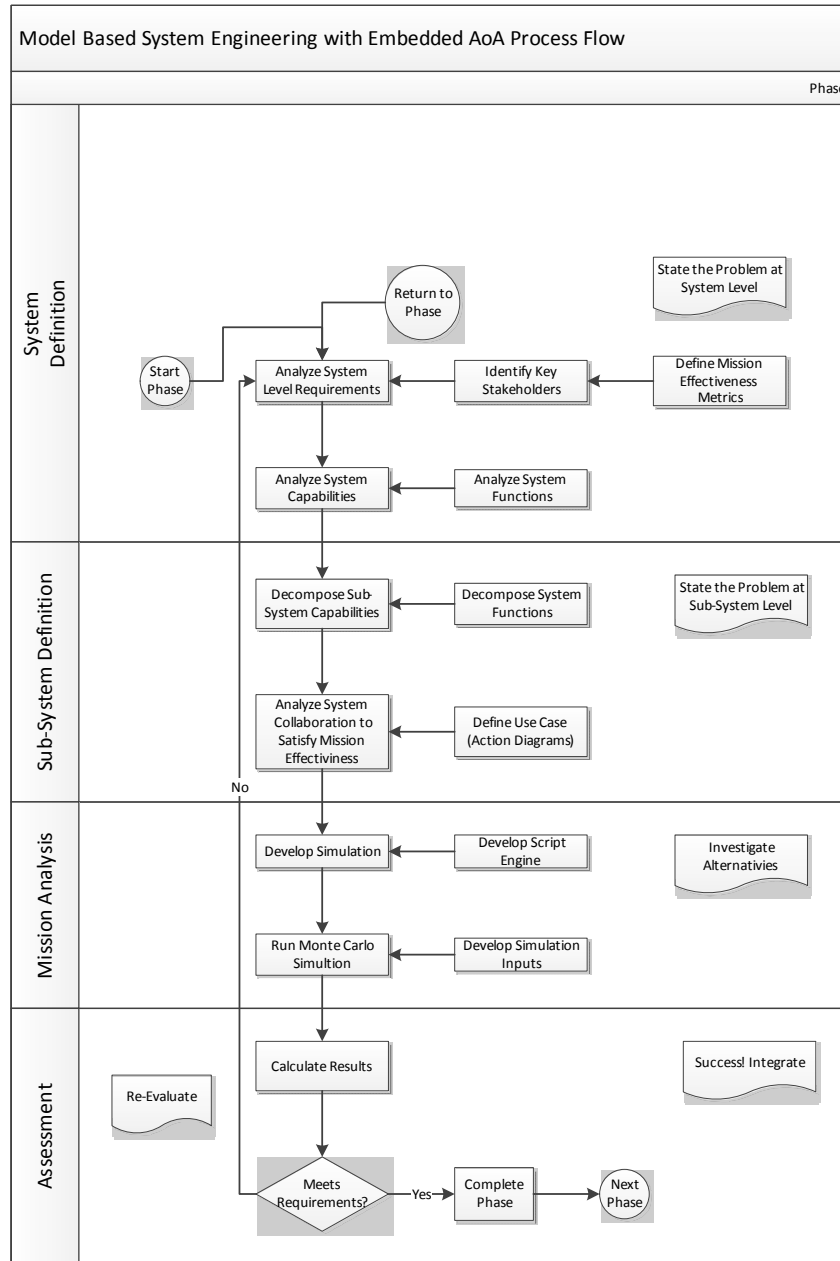 Model Based System Engineering with Embedded AoA Process Flow
Phase
System
Definition
State the Problem at
System Level
Return to
Phase
Start
Phase
Analyze System
Level Requirements
Identify Key
Stakeholders
Define Mission
Effectiveness
Metrics
Analyze System
Capabilities
Analyze System
Functions
Sub-System Definition
Decompose Sub-
System Capabilities
Decompose System
Functions
State the Problem at
Sub-System Level
Analyze System
Collaboration to
Satisfy Mission
Effectiviness
Define Use Case
(Action Diagrams)
No
Mission Analysis
Develop Simulation
Develop Script
Engine
Investigate
Alternativies
Run Monte Carlo
Simultion
Develop Simulation
Inputs
Assessment
Calculate Results
Success! Integrate
Re-Evaluate
Meets
Requirements?
Yes
Complete
Phase
Next
Phase